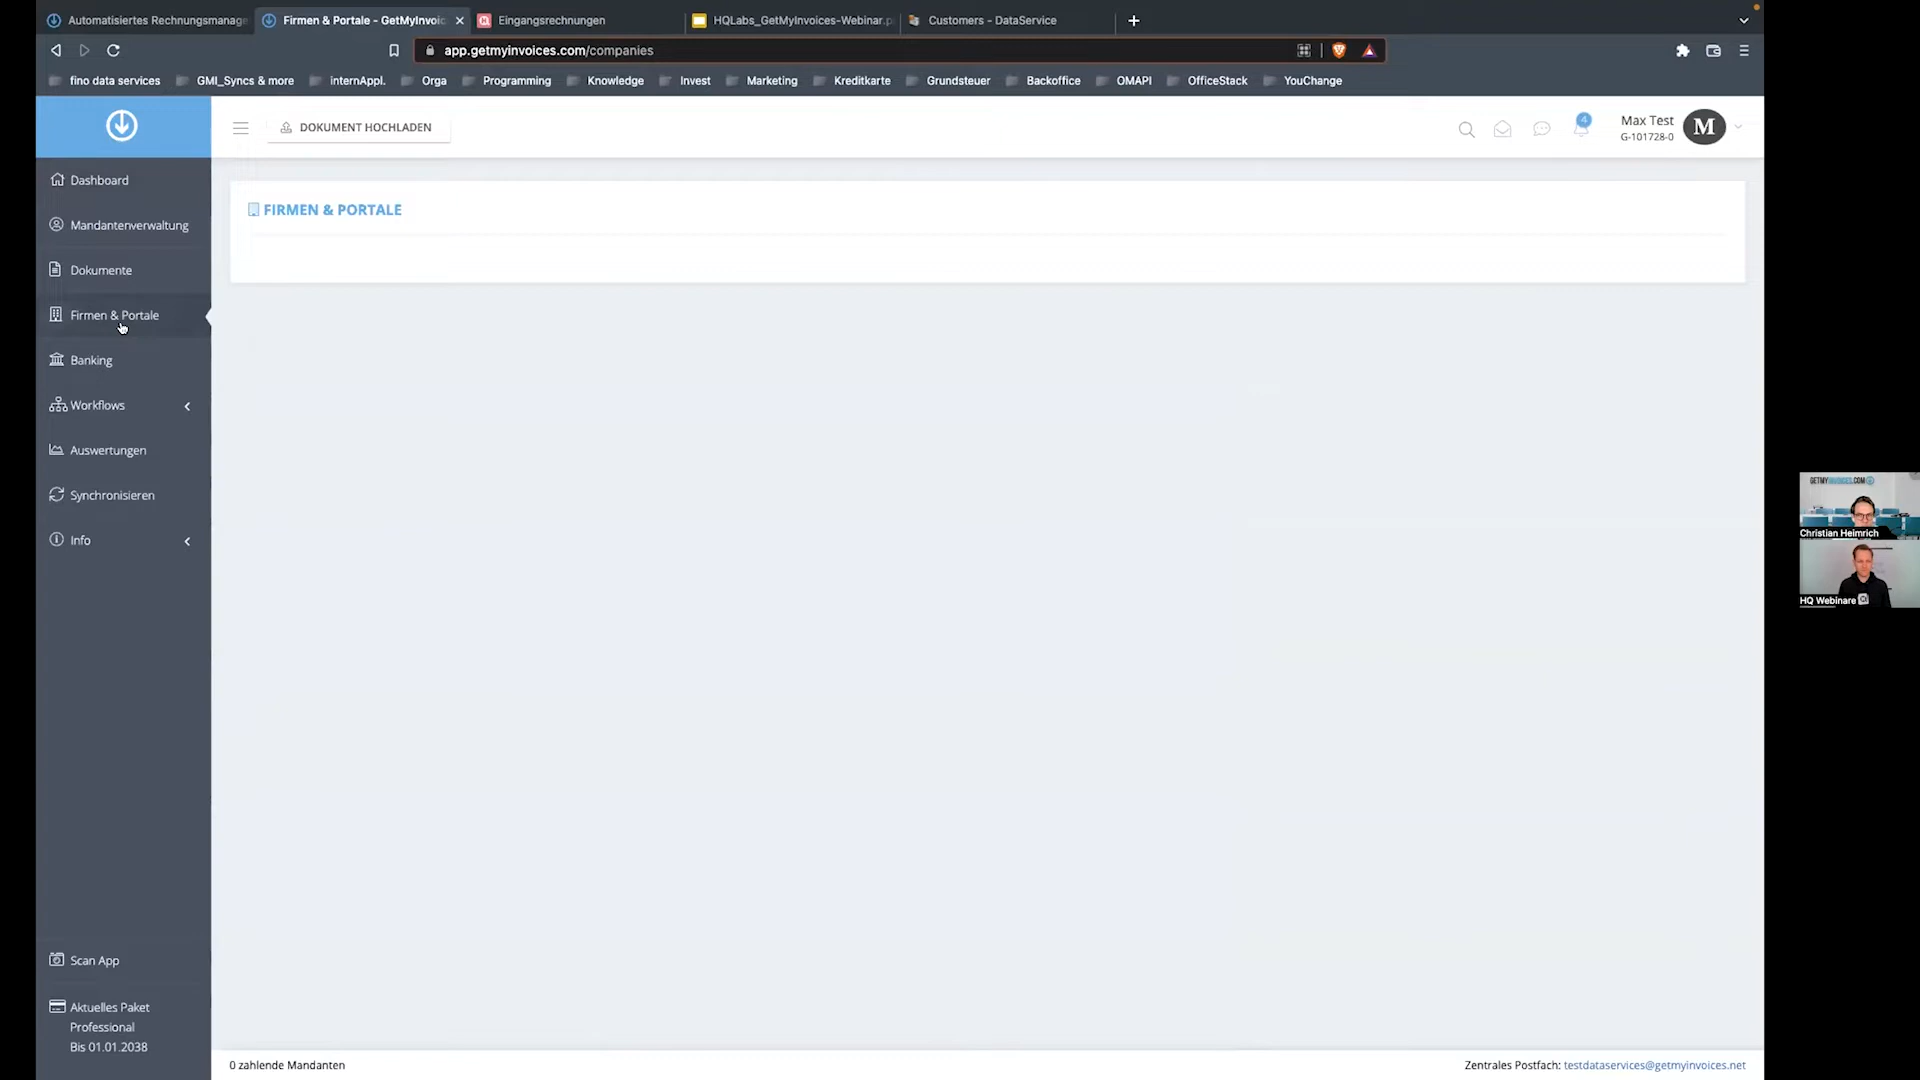 Automatisiertes Rechnungsmanage
Firmen & Portale - GetMyInvoic
Eingangsrechnungen
HQLabs_GetMyInvoices-Webinar.p
Customers - DataService
app.getmyinvoices.com/companies
fino data services
GMI_Syncs & more
internAppl.
Orga
Programming
Knowledge
Invest
Marketing
Kreditkarte
Grundsteuer
Backoffice
OMAPI
OfficeStack
YouChange
DOKUMENT HOCHLADEN
4
Max Test
G-101728-0
M
Dashboard
Mandantenverwaltung
Dokumente
Firmen & Portale
Banking
Workflows
Auswertungen
Synchronisieren
Info
FIRMEN & PORTALE
GETMYINVOICES.COM
Christian Heimrich
HQ Webinare
Scan App
Aktuelles Paket
Professional
Bis 01.01.2038
0 zahlende Mandanten
Zentrales Postfach: testdataservices@getmyinvoices.net